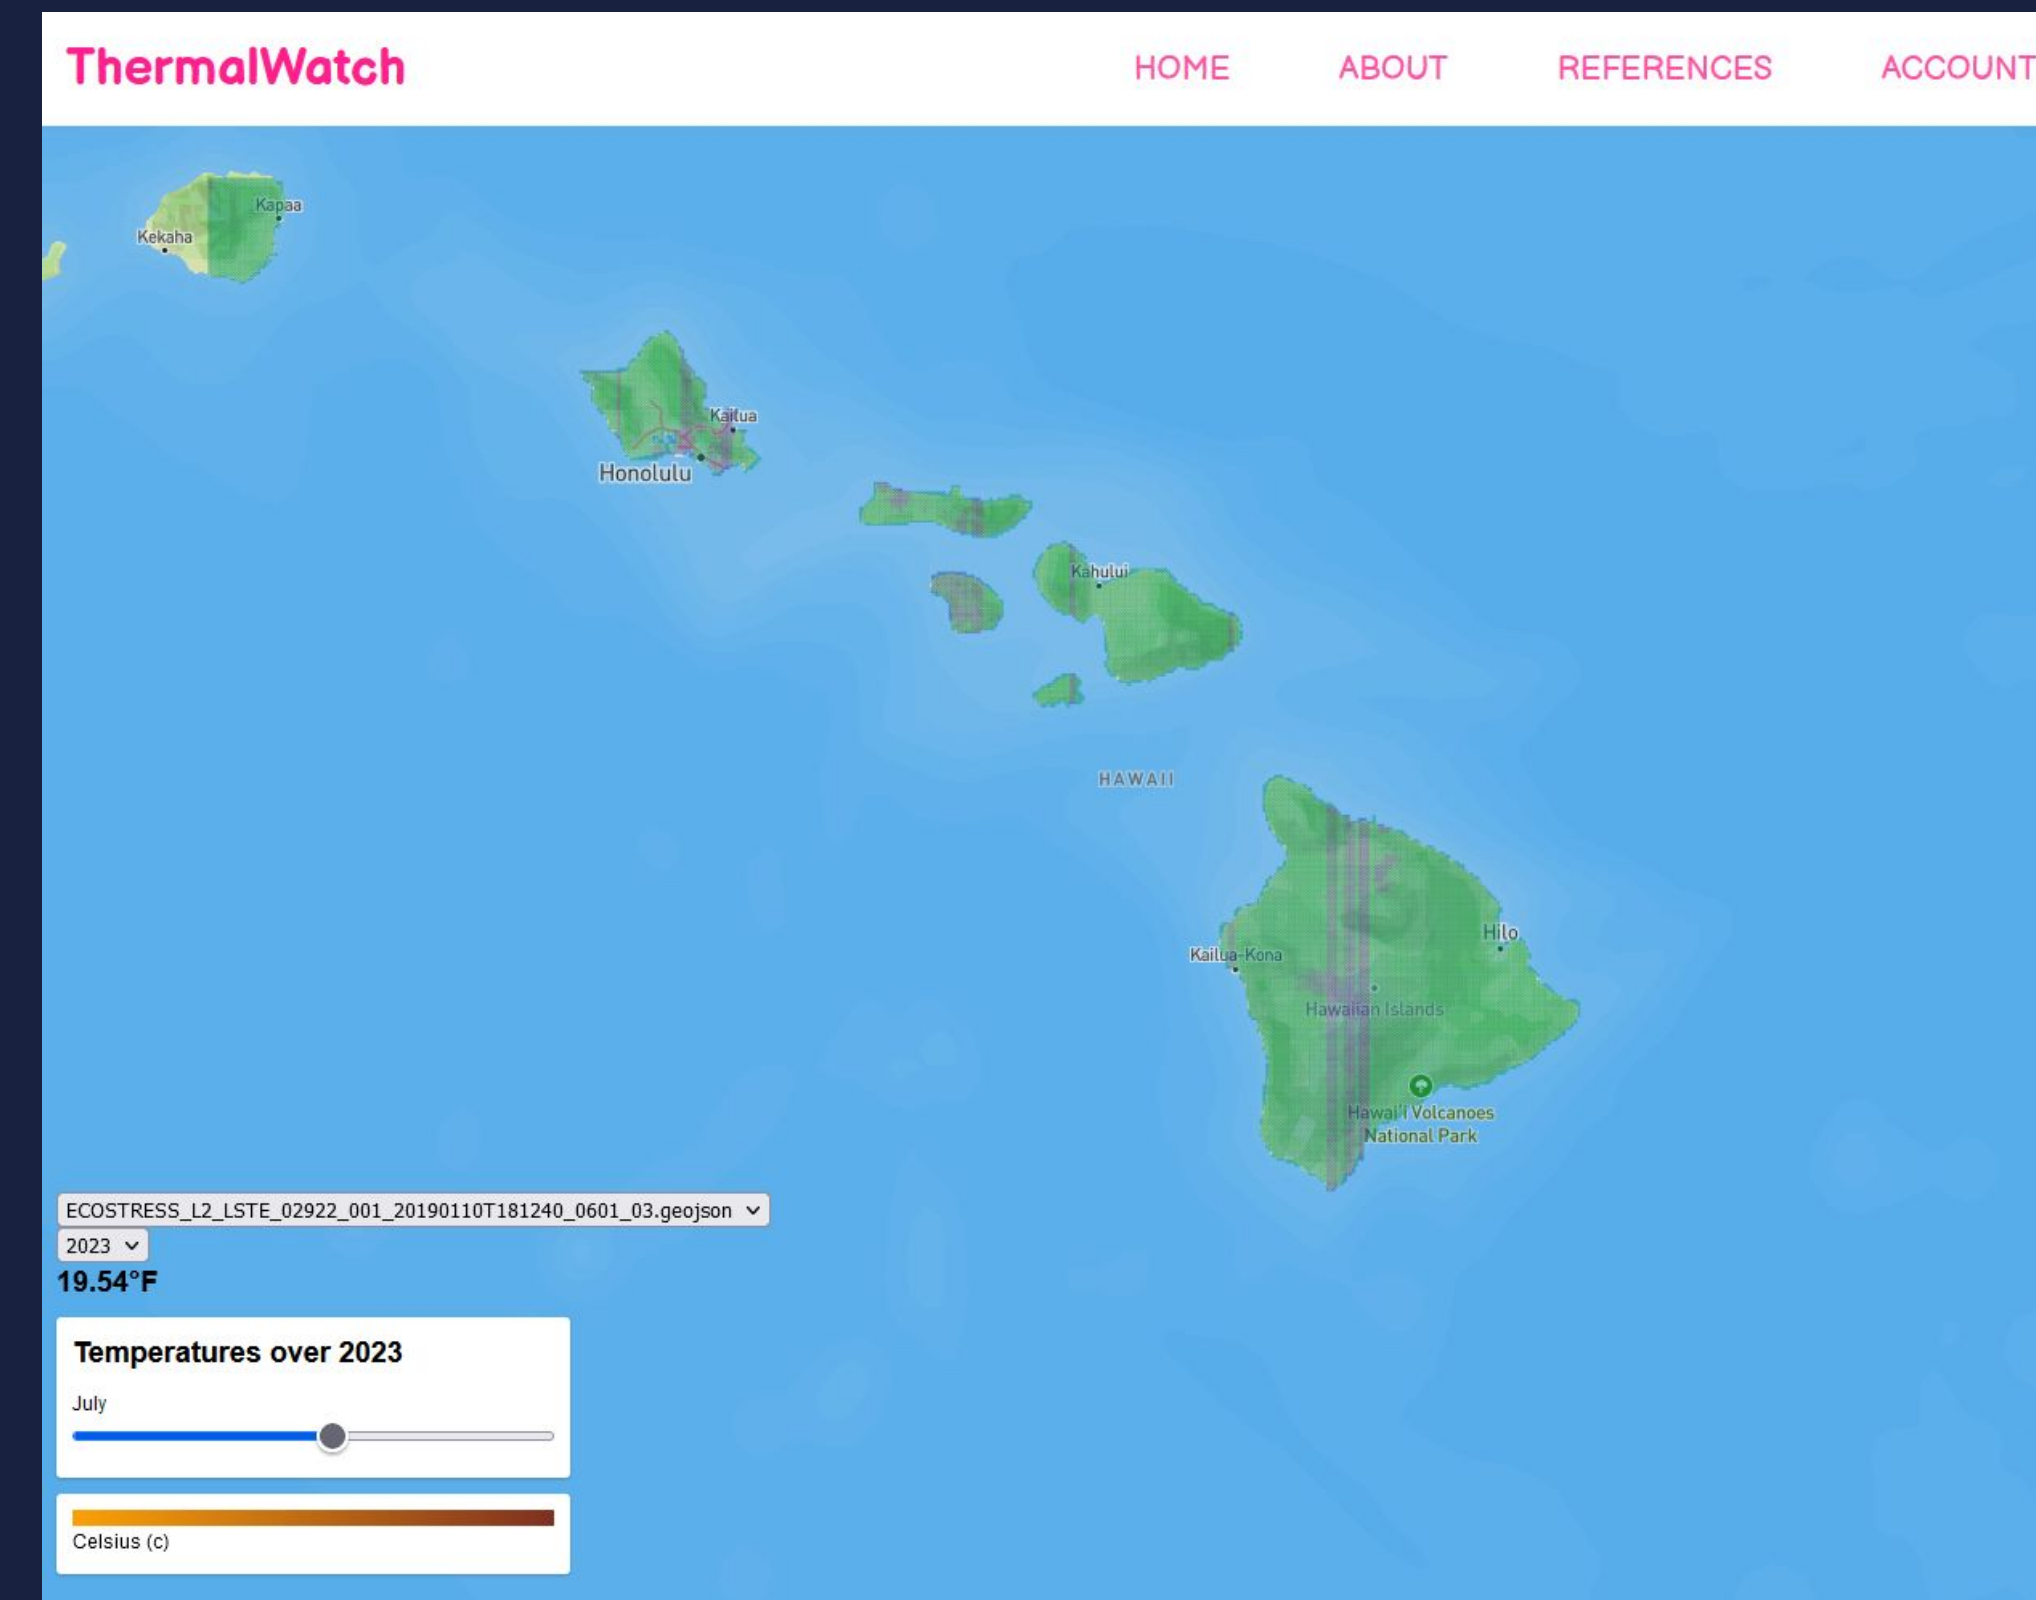 ThermalWatch
HOME ABOUT REFERENCES ACCOUNT
Kapaa
Kekaha
Kailua
Honolulu
Kahului
HAWAII
Hilo
Kailua-Kona
Hawaiian Islands
Hawai'i Volcanoes
National Park
ECOSTRESS_L2_LSTE_02922_001_20190110T181240_0601_03.geojson
2023
19.54°F
Temperatures over 2023
July
Celsius (c)